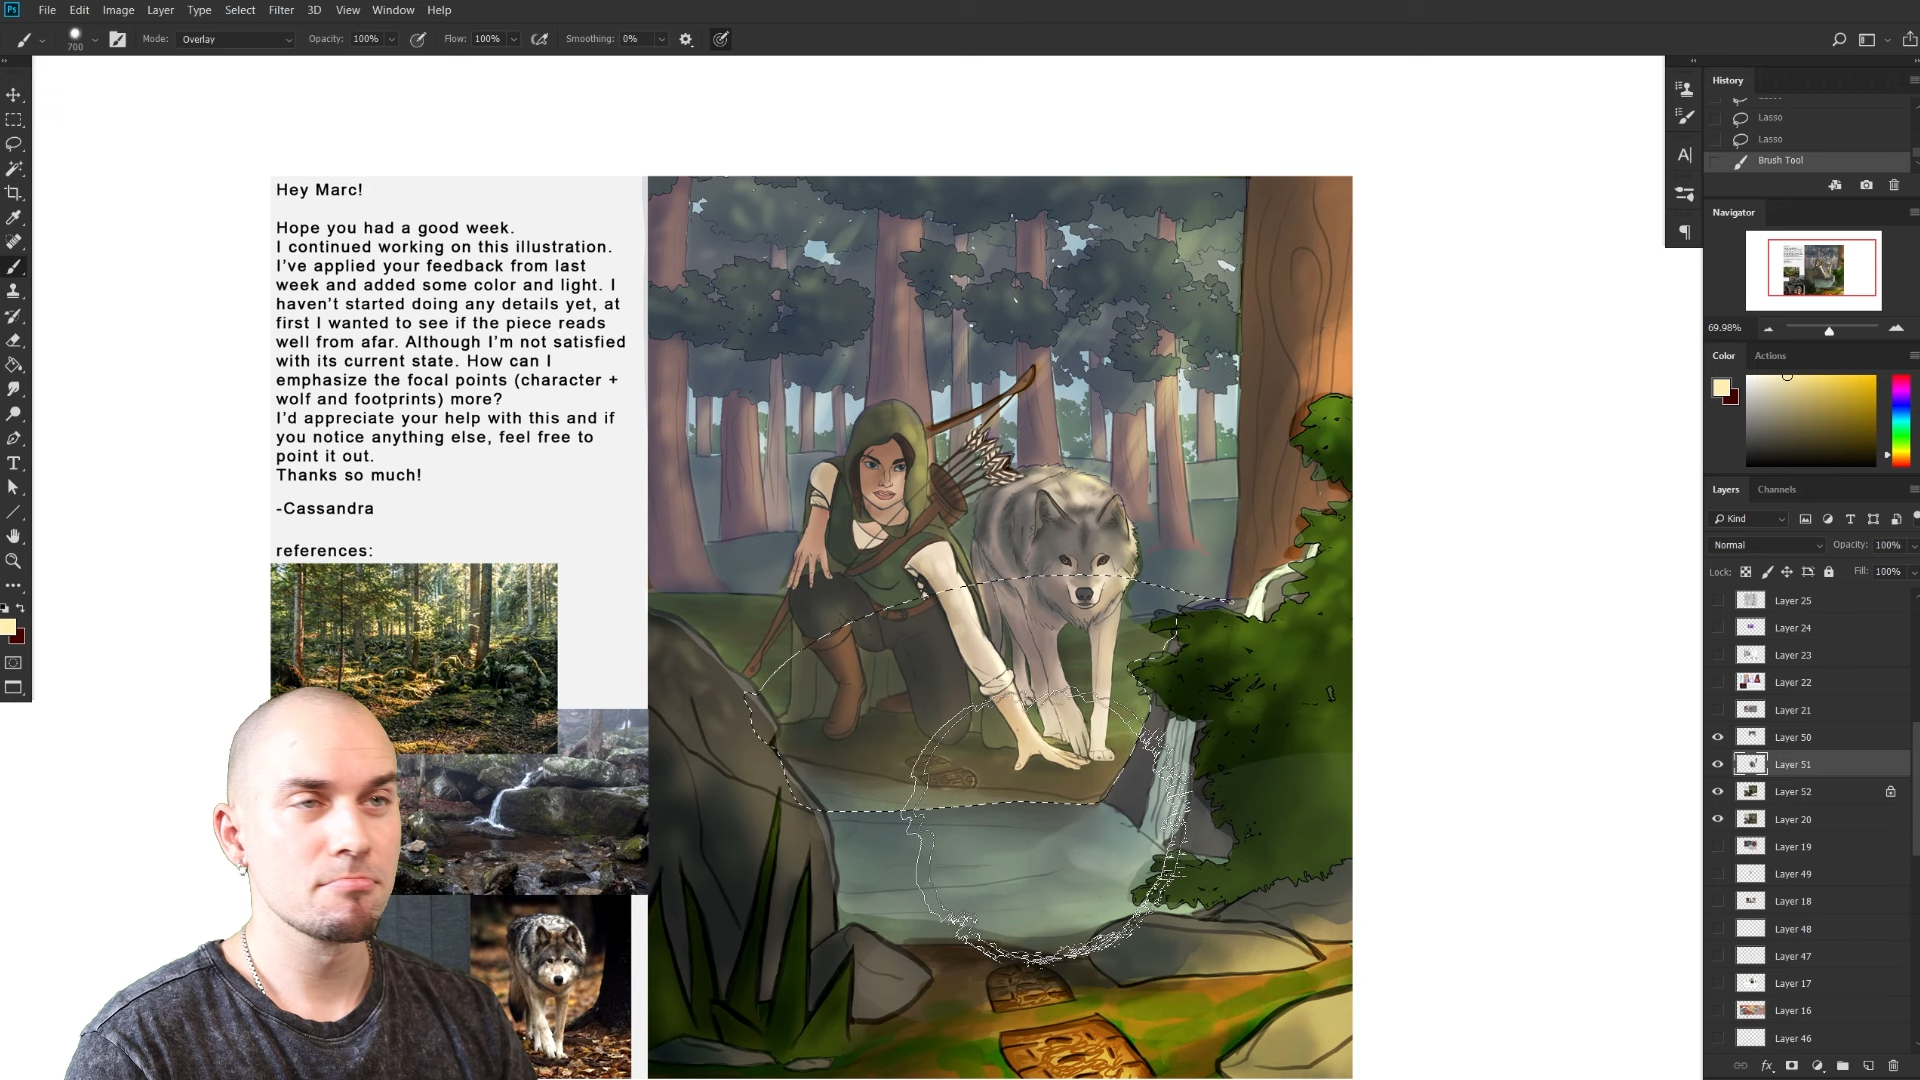 Ps File Edit Image Layer Type Select Filter 3D View Window Help
700 Mode: Overlay Opacity: 100% Flow: 100% Smoothing: 0%
History
Lasso
Lasso
Lasso
Brush Tool
Navigator
69.98%
Color Actions
Layers Channels
Kind
Normal Opacity: 100%
Lock: Fill: 100%
Layer 25
Layer 24
Layer 23
Layer 22
Layer 21
Layer 50
Layer 51
Layer 52
Layer 20
Layer 19
Layer 49
Layer 18
Layer 48
Layer 47
Layer 17
Layer 16
Layer 46
Hey Marc!
Hope you had a good week.
I continued working on this illustration.
I've applied your feedback from last
week and added some color and light. I
haven't started doing any details yet, at
first I wanted to see if the piece reads
well from afar. Although I'm not satisfied
with its current state. How can I
emphasize the focal points (character +
wolf and footprints) more?
I'd appreciate your help with this and if
you notice anything else, feel free to
point it out.
Thanks so much!
-Cassandra
references: